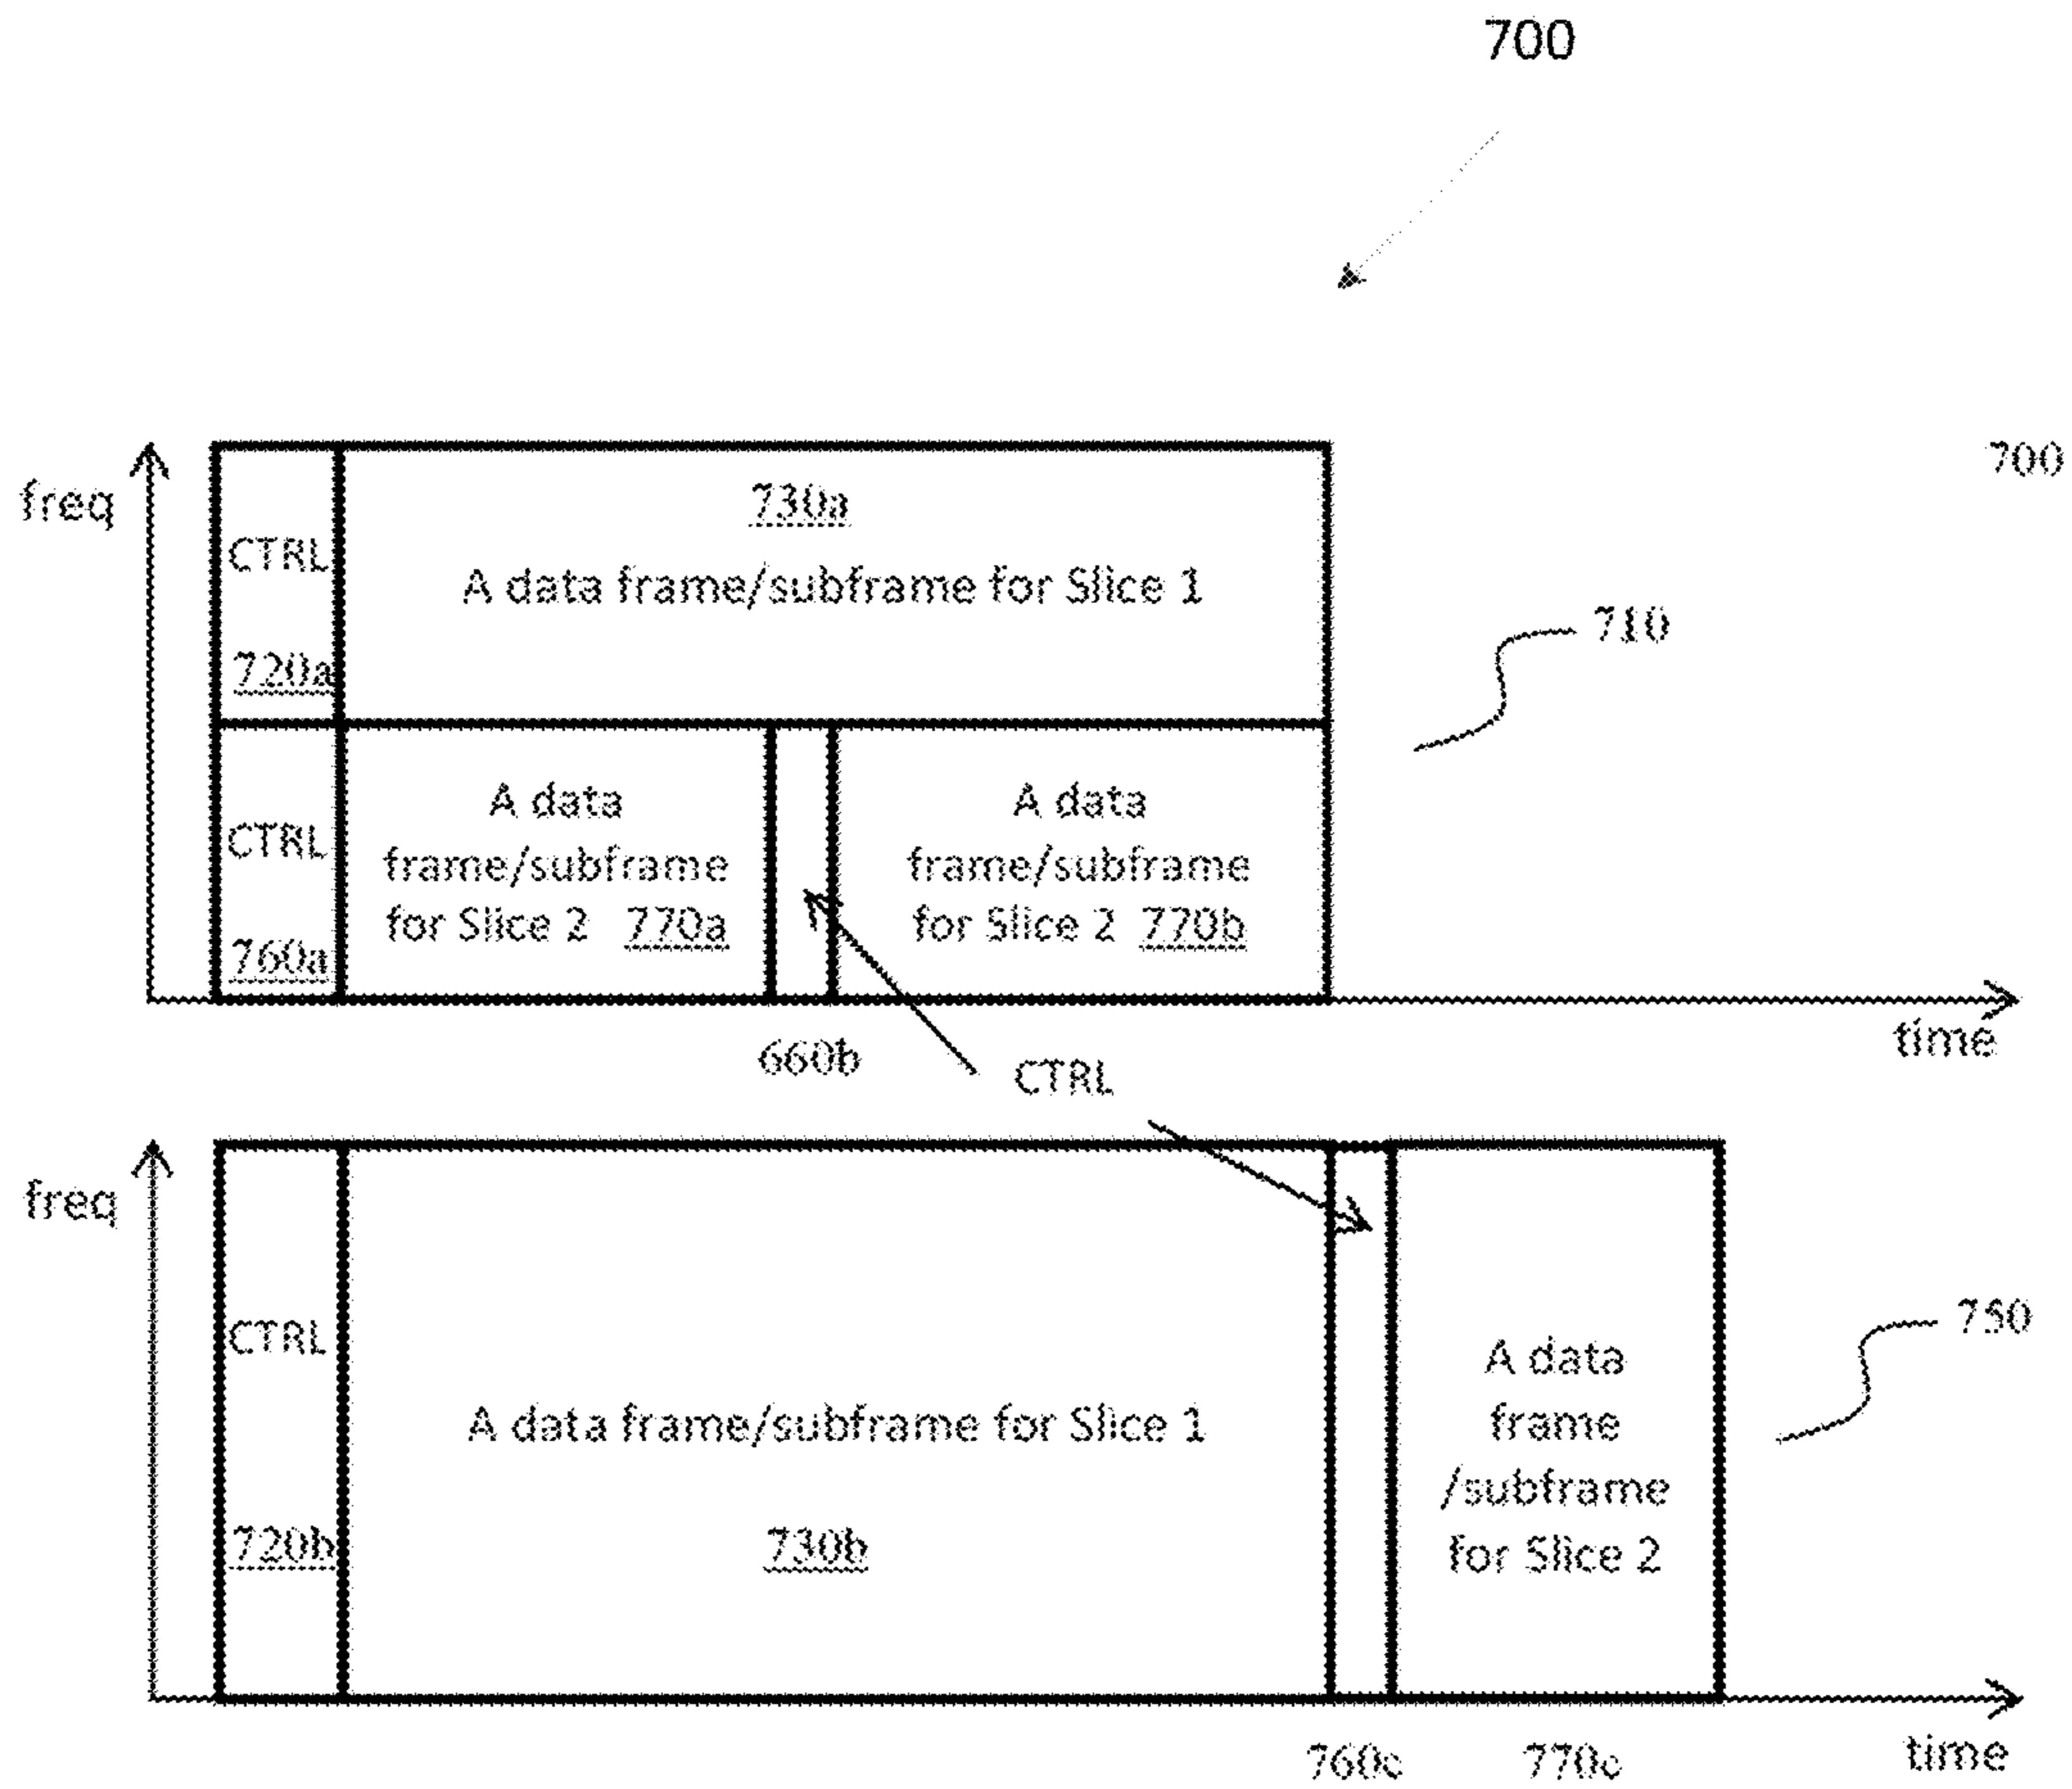 700
freq
700
730a
CTRL
A data frame/subframe for Slice 1
710
720a
A data
frame/subframe
for Slice 2 770a
A data
frame/subframe
for Slice 2 770b
CTRL
760a
time
660b
CTRL
freq
CTRL
750
A data frame/subframe for Slice 1
A data
frame
/subframe
for Slice 2
720b
730b
760c
770c
time